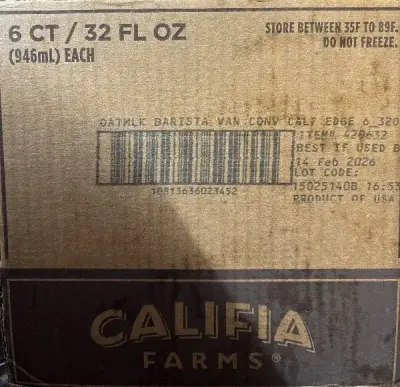 6 CT / 32 FL OZ
(946mL) EACH
STORE BETWEEN 35F TO 89F.
DO NOT FREEZE.
OATMLK BARISTA VAN CONV CALF EDGE 6_320
ITEM# 420632
BEST IF USED B
14 Feb 2026
LOT CODE:
15025140B 16:53
PRODUCT OF USA
10813636023452
CALIFIA
FARMS®